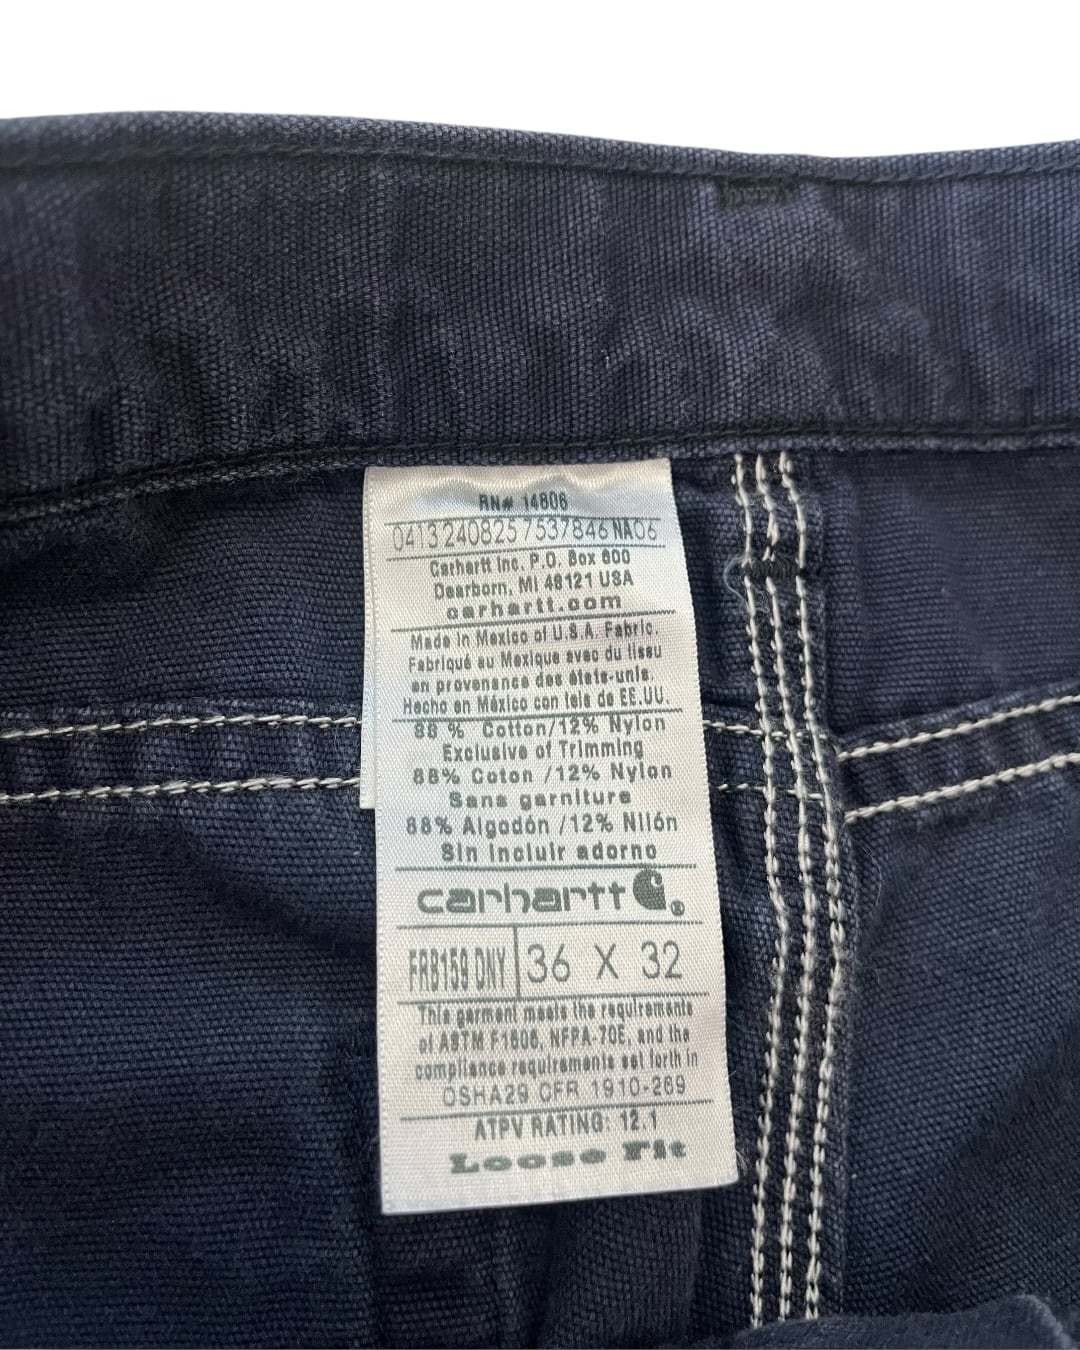 RN# 14806
0413 240825 7537846 NA06
Carhartt Inc. P.O. Box 600
Dearborn, MI 48121 USA
carhartt.com
Made in Mexico of U.S.A. Fabric.
Fabriqué au Mexique avec du tissu
en provenance des états-unis.
Hecho en México con tela de EE.UU.
88 % Cotton/12% Nylon
Exclusive of Trimming
88% Coton /12% Nylon
Sans garniture
88% Algodón /12% Nilón
Sin Incluir adorno
carhartt ®
FRB159 DNY 36 X 32
This garment meets the requirements
of ASTM F1506, NFPA-70E, and the
compliance requirements set forth in
OSHA29 CFR 1910-269
ATPV RATING: 12.1
Loose Fit